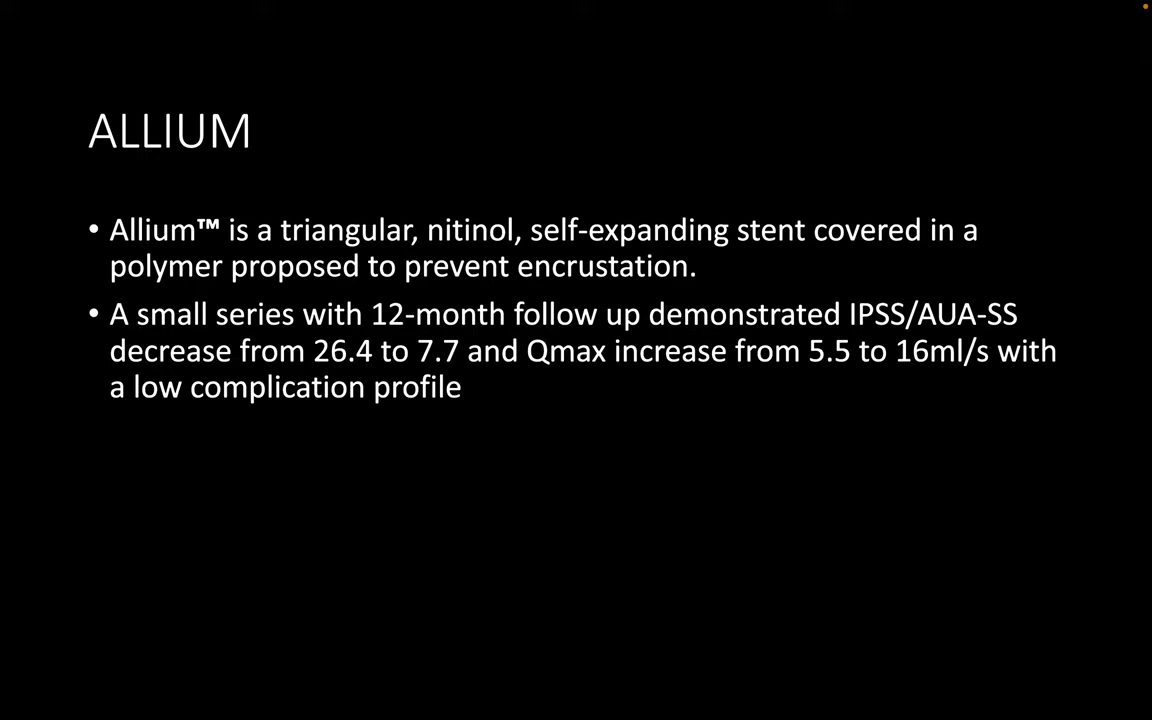 ALLIUM
• Allium™ is a triangular, nitinol, self-expanding stent covered in a
polymer proposed to prevent encrustation.
• A small series with 12-month follow up demonstrated IPSS/AUA-SS
decrease from 26.4 to 7.7 and Qmax increase from 5.5 to 16ml/s with
a low complication profile